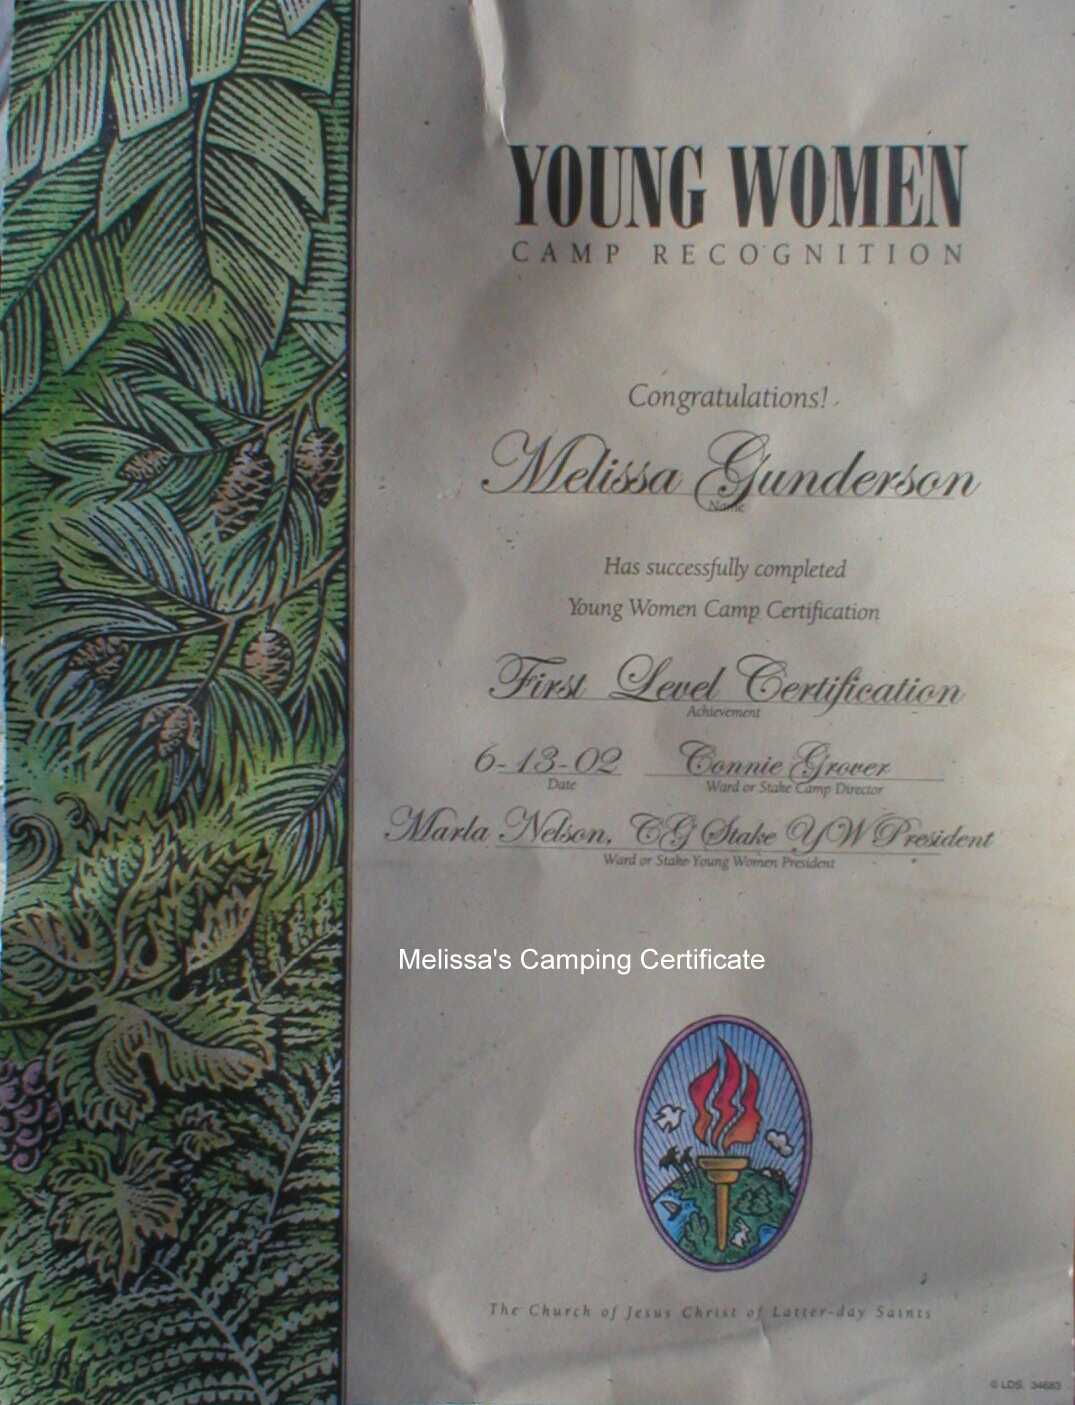 YOUNG WOMEN
CAMP RECOGNITION
Congratulations!
Melissa Gunderson
Name
Has successfully completed
Young Women Camp Certification
First Level Certification
Achievement
6-13-02 Connie Grover
Date Ward or Stake Camp Director
Marla Nelson, CG Stake YW President
Ward or Stake Young Women President
Melissa's Camping Certificate
The Church of Jesus Christ of Latter-day Saints
© LDS 34683